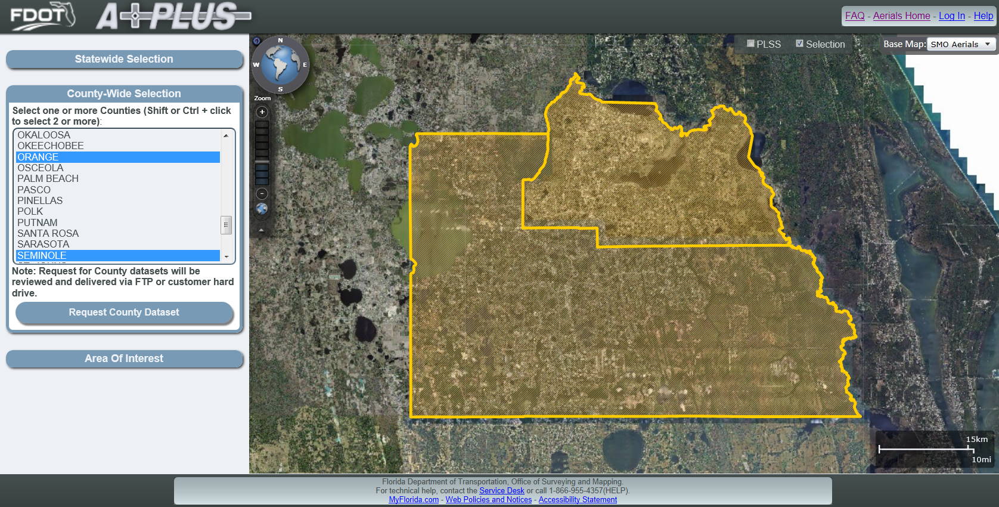 FDOT
A+PLUS
FAQ - Aerials Home - Log In - Help
Statewide Selection
County-Wide Selection
Select one or more Counties (Shift or Ctrl + click
to select 2 or more):
OKALOOSA
OKEECHOBEE
ORANGE
OSCEOLA
PALM BEACH
PASCO
PINELLAS
POLK
PUTNAM
SANTA ROSA
SARASOTA
SEMINOLE
Note: Request for County datasets will be
reviewed and delivered via FTP or customer hard
drive.
Request County Dataset
Area Of Interest
N
W
E
S
Zoom
+
-
PLSS
Selection
Base Map: SMO Aerials
15km
10mi
Florida Department of Transportation, Office of Surveying and Mapping.
For technical help, contact the Service Desk or call 1-866-955-4357(HELP).
MyFlorida.com - Web Policies and Notices - Accessibility Statement